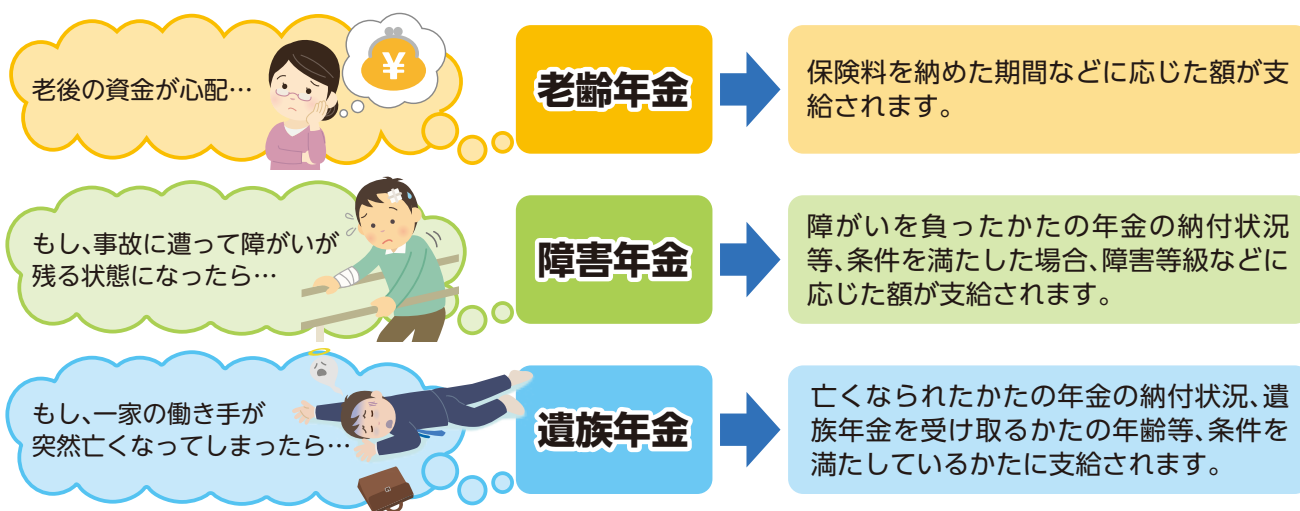 老後の資金が心配…
¥
老齢年金
保険料を納めた期間などに応じた額が支
給されます。
もし、事故に遭って障がいが
残る状態になったら…
障害年金
障がいを負ったかたの年金の納付状況
等、条件を満たした場合、障害等級などに
応じた額が支給されます。
もし、一家の働き手が
突然亡くなってしまったら…
遺族年金
亡くなられたかたの年金の納付状況、遺
族年金を受け取るかたの年齢等、条件を
満たしているかたに支給されます。